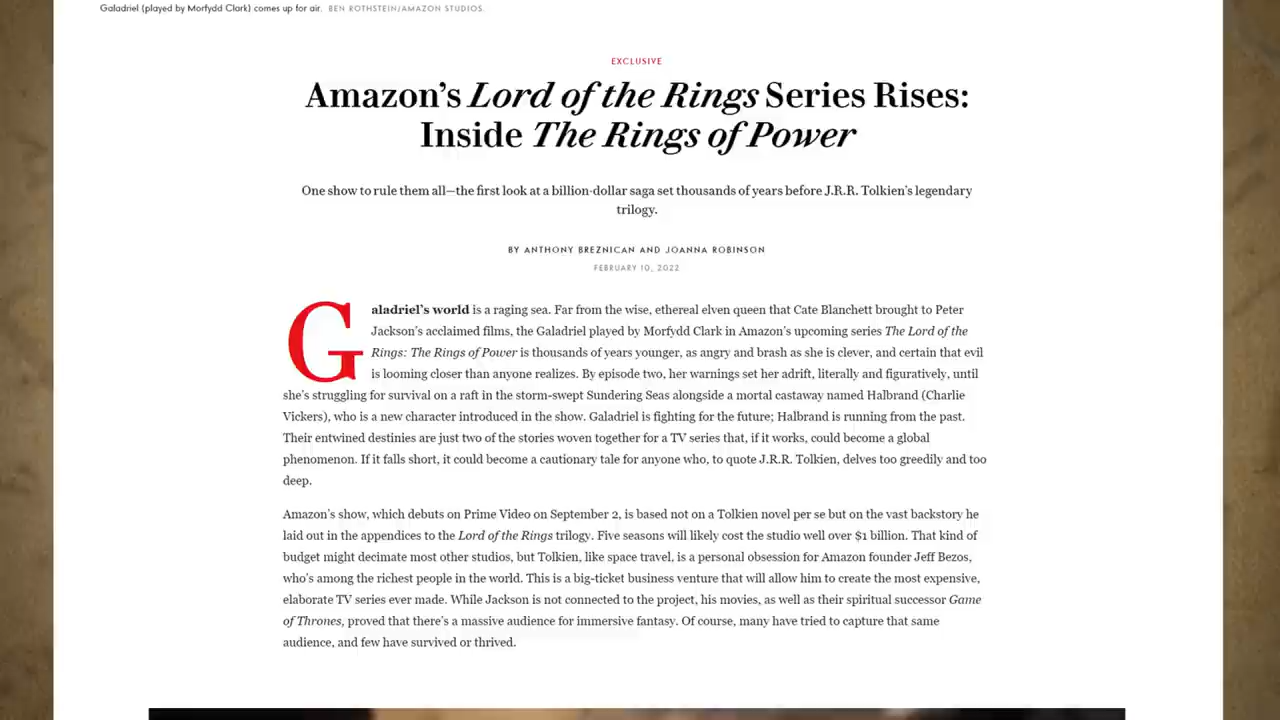 Galadriel (played by Morfydd Clark) comes up for air. BEN ROTHSTEIN/AMAZON STUDIOS.
EXCLUSIVE
Amazon’s Lord of the Rings Series Rises:
Inside The Rings of Power
One show to rule them all—the first look at a billion-dollar saga set thousands of years before J.R.R. Tolkien’s legendary
trilogy.
BY ANTHONY BREZNICAN AND JOANNA ROBINSON
FEBRUARY 10, 2022
Galadriel’s world is a raging sea. Far from the wise, ethereal elven queen that Cate Blanchett brought to Peter
Jackson’s acclaimed films, the Galadriel played by Morfydd Clark in Amazon’s upcoming series The Lord of the
Rings: The Rings of Power is thousands of years younger, as angry and brash as she is clever, and certain that evil
is looming closer than anyone realizes. By episode two, her warnings set her adrift, literally and figuratively, until
she’s struggling for survival on a raft in the storm-swept Sundering Seas alongside a mortal castaway named Halbrand (Charlie
Vickers), who is a new character introduced in the show. Galadriel is fighting for the future; Halbrand is running from the past.
Their entwined destinies are just two of the stories woven together for a TV series that, if it works, could become a global
phenomenon. If it falls short, it could become a cautionary tale for anyone who, to quote J.R.R. Tolkien, delves too greedily and too
deep.
Amazon’s show, which debuts on Prime Video on September 2, is based not on a Tolkien novel per se but on the vast backstory he
laid out in the appendices to the Lord of the Rings trilogy. Five seasons will likely cost the studio well over $1 billion. That kind of
budget might decimate most other studios, but Tolkien, like space travel, is a personal obsession for Amazon founder Jeff Bezos,
who’s among the richest people in the world. This is a big-ticket business venture that will allow him to create the most expensive,
elaborate TV series ever made. While Jackson is not connected to the project, his movies, as well as their spiritual successor Game
of Thrones, proved that there’s a massive audience for immersive fantasy. Of course, many have tried to capture that same
audience, and few have survived or thrived.